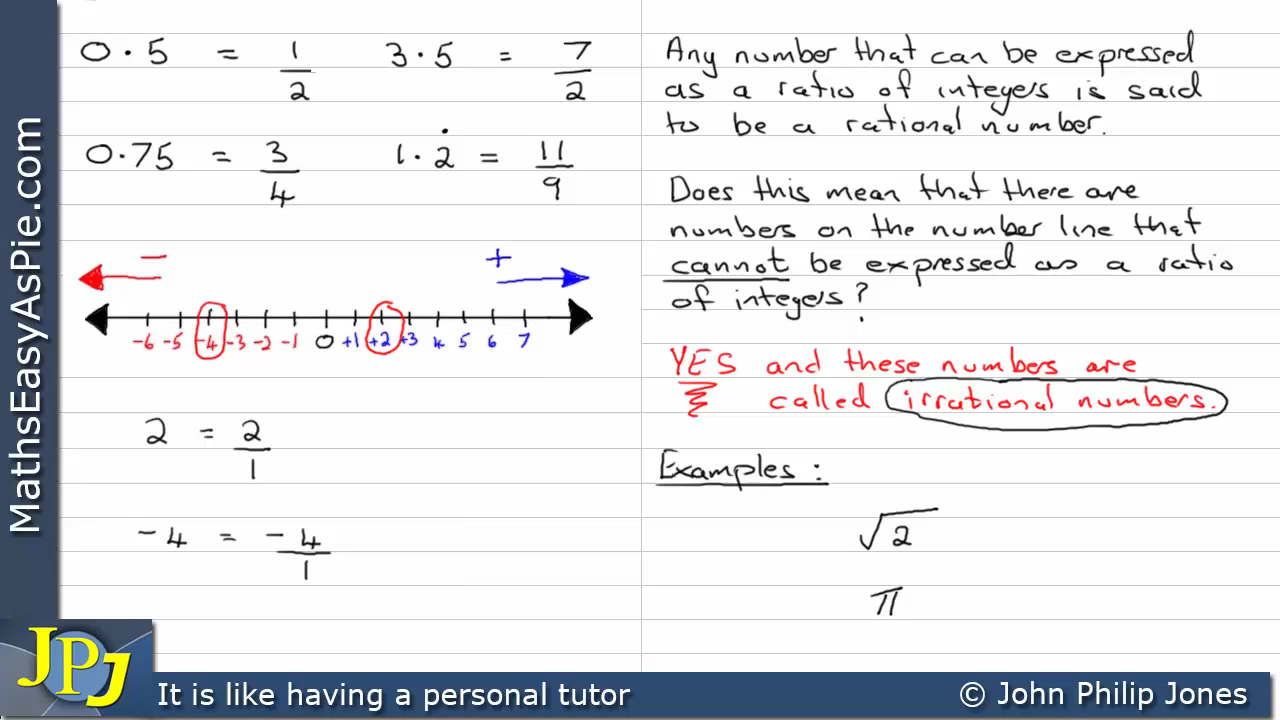 MathsEasyAsPie.com
0·5 = 1/2 3·5 = 7/2
0·75 = 3/4 1·2̇ = 11/9
− +
-6 -5 -4 -3 -2 -1 0 +1 +2 +3 4 5 6 7
2 = 2/1
-4 = -4/1
Any number that can be expressed
as a ratio of integers is said
to be a rational number.
Does this mean that there are
numbers on the number line that
cannot be expressed as a ratio
of integers?
YES and these numbers are
called irrational numbers.
Examples:
√2
π
JPJ
It is like having a personal tutor
© John Philip Jones